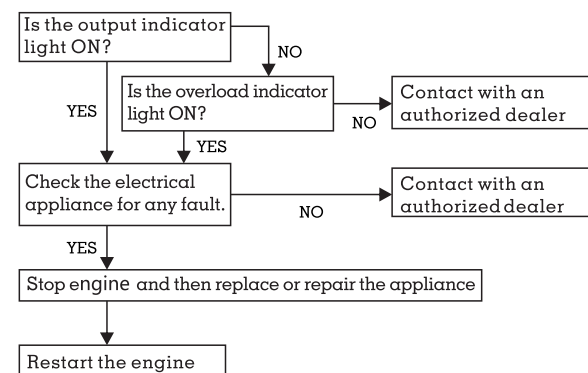 Is the output indicator
light ON?
NO
Is the overload indicator
light ON?
Contact with an
authorized dealer
YES
NO
YES
Check the electrical
appliance for any fault.
Contact with an
authorized dealer
NO
YES
Stop engine and then replace or repair the appliance
Restart the engine